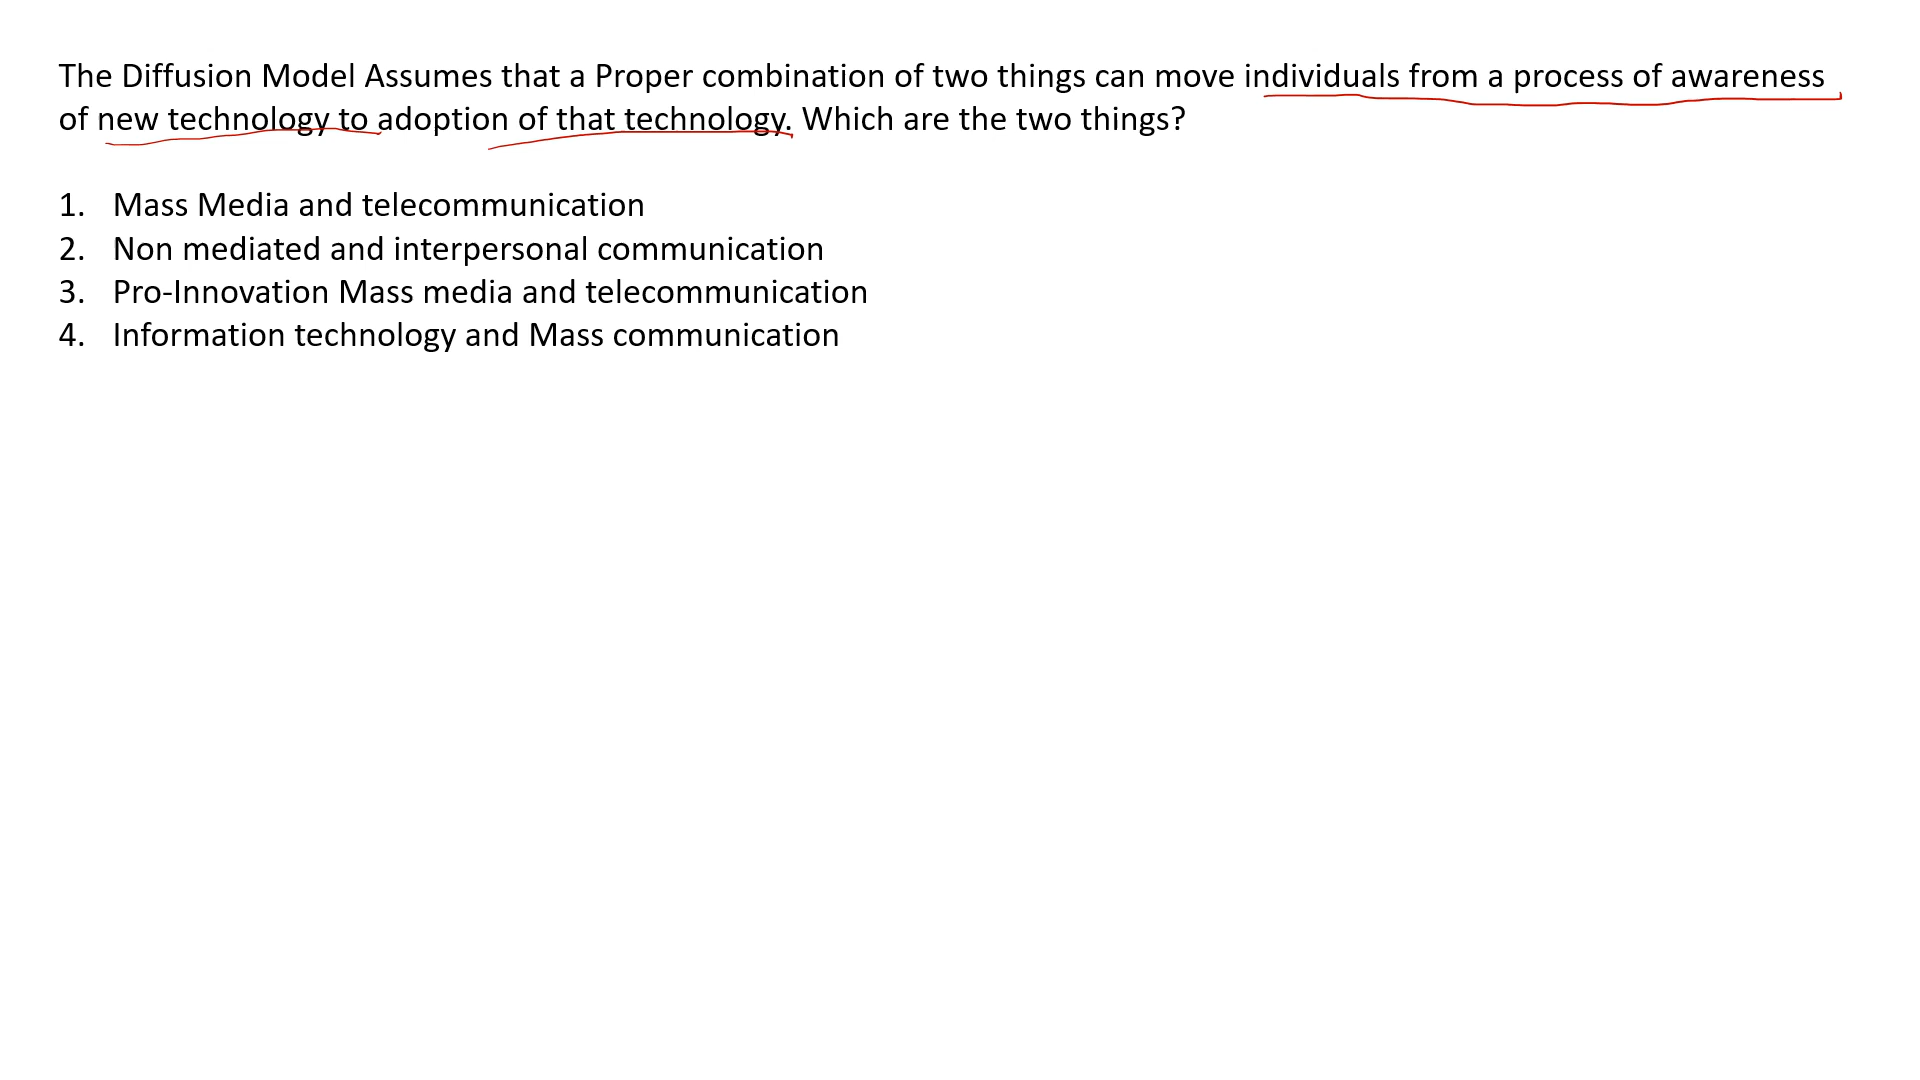 The Diffusion Model Assumes that a Proper combination of two things can move individuals from a process of awareness
of new technology to adoption of that technology. Which are the two things?
1. Mass Media and telecommunication
2. Non mediated and interpersonal communication
3. Pro-Innovation Mass media and telecommunication
4. Information technology and Mass communication